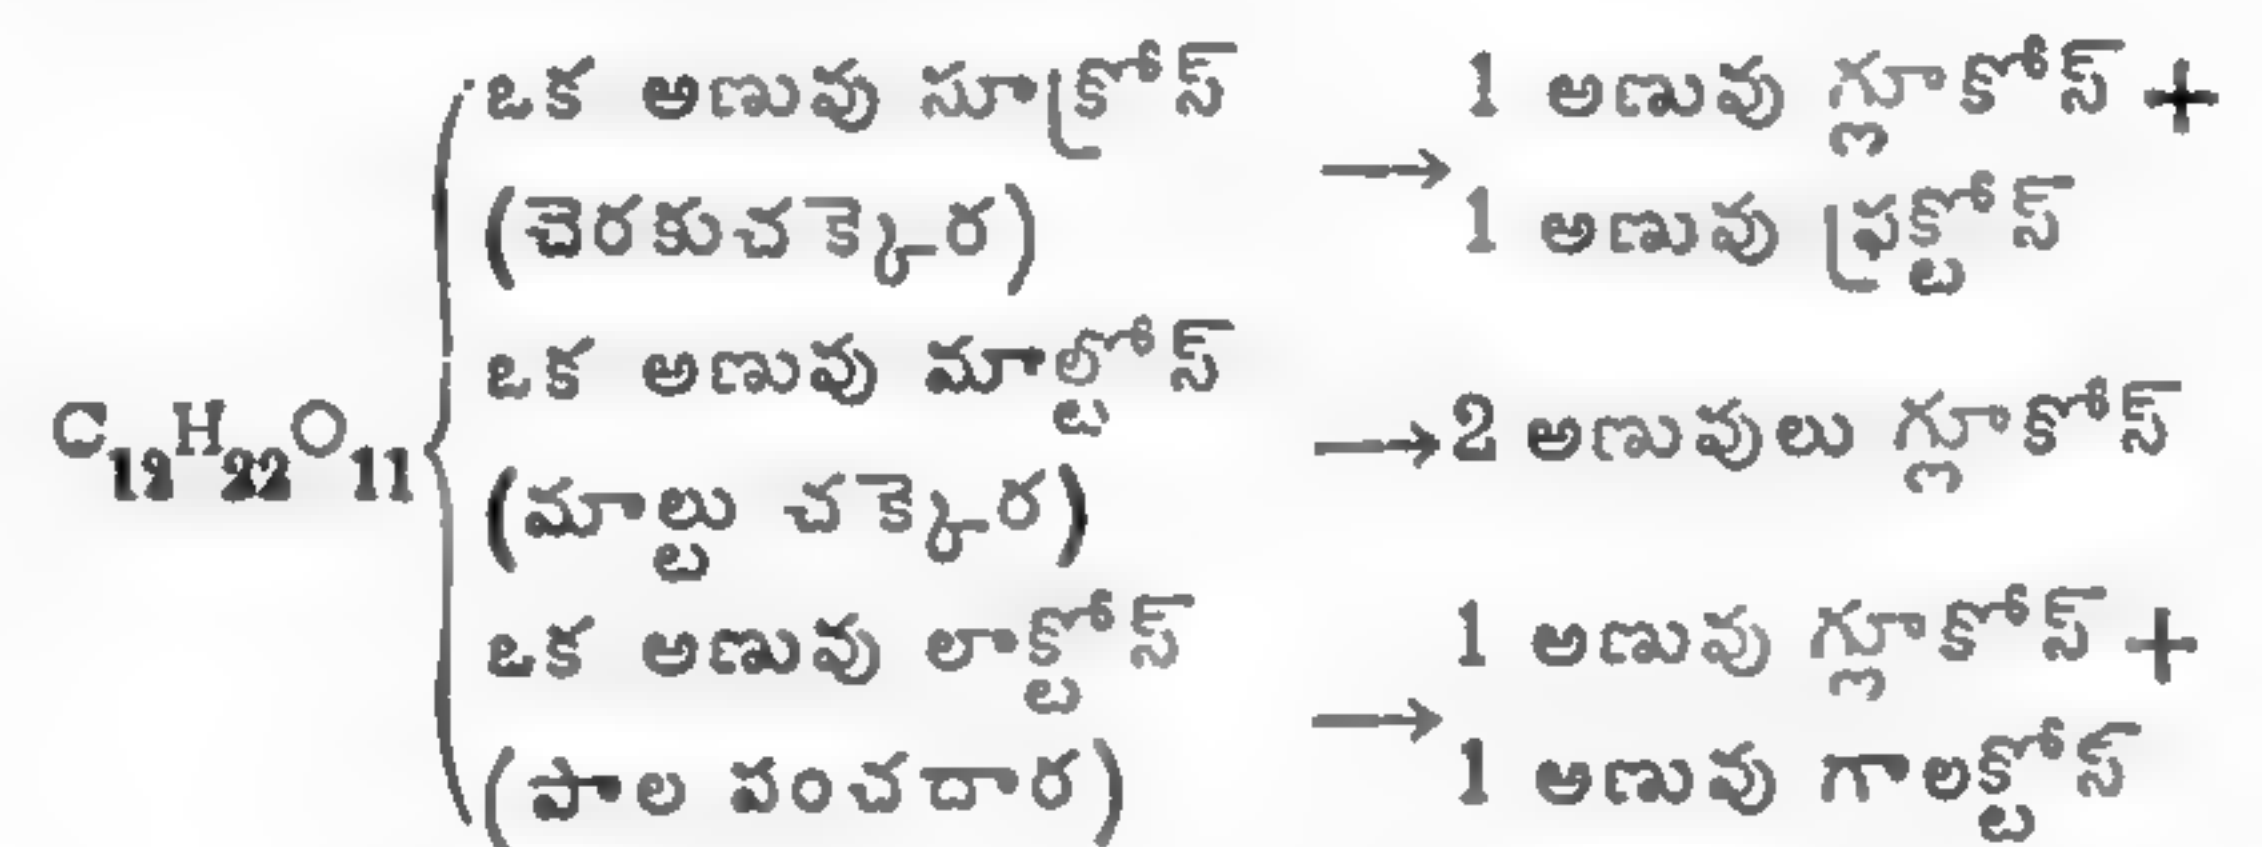 ఒక అణువు సూక్రోస్ 1 అణువు గ్లూకోస్ +
→
(చెరకుచక్కెర) 1 అణువు ఫ్రక్టోస్
ఒక అణువు మాల్టోస్
C₁₂H₂₂O₁₁ { → 2 అణువులు గ్లూకోస్
(మాల్టు చక్కెర)
ఒక అణువు లాక్టోస్ 1 అణువు గ్లూకోస్ +
→
(పాల పంచదార) 1 అణువు గాలక్టోస్